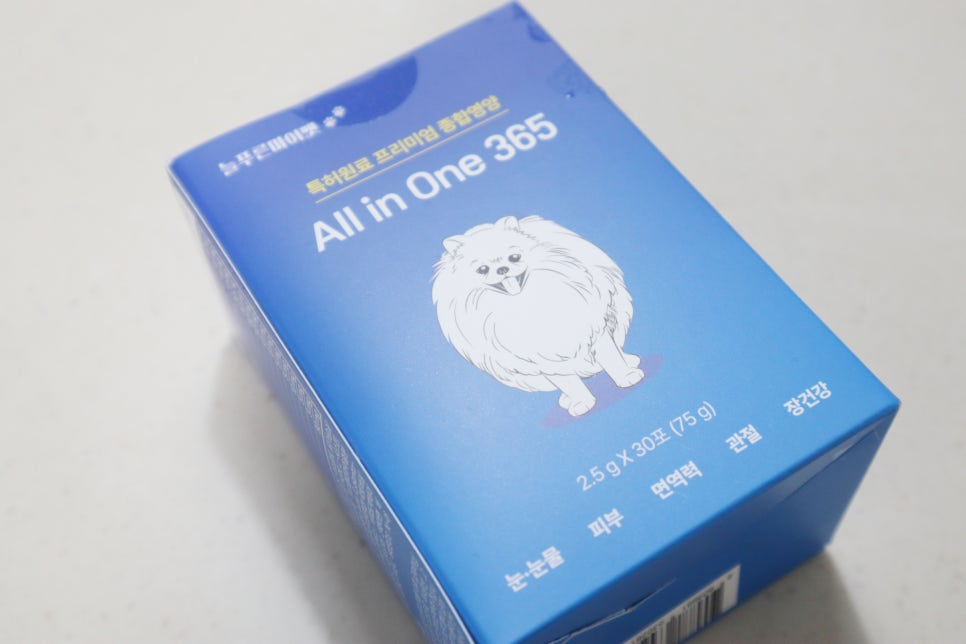 늘푸른마이펫
특허원료 프리미엄 종합영양
All in One 365
2.5 g X 30포 (75 g)
눈·눈물 피부 면역력 관절 장건강